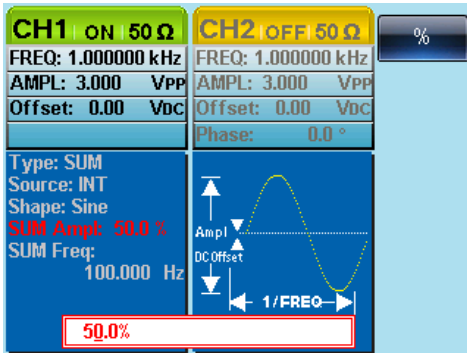 CH1 ON 50 Ω
FREQ: 1.000000 kHz
AMPL: 3.000 VPP
Offset: 0.00 VDC
CH2 OFF 50 Ω
FREQ: 1.000000 kHz
AMPL: 3.000 VPP
Offset: 0.00 VDC
Phase: 0.0 °
%
Type: SUM
Source: INT
Shape: Sine
SUM Ampl: 50.0 %
SUM Freq:
100.000 Hz
Ampl
DC Offset
1/FREQ
50.0%